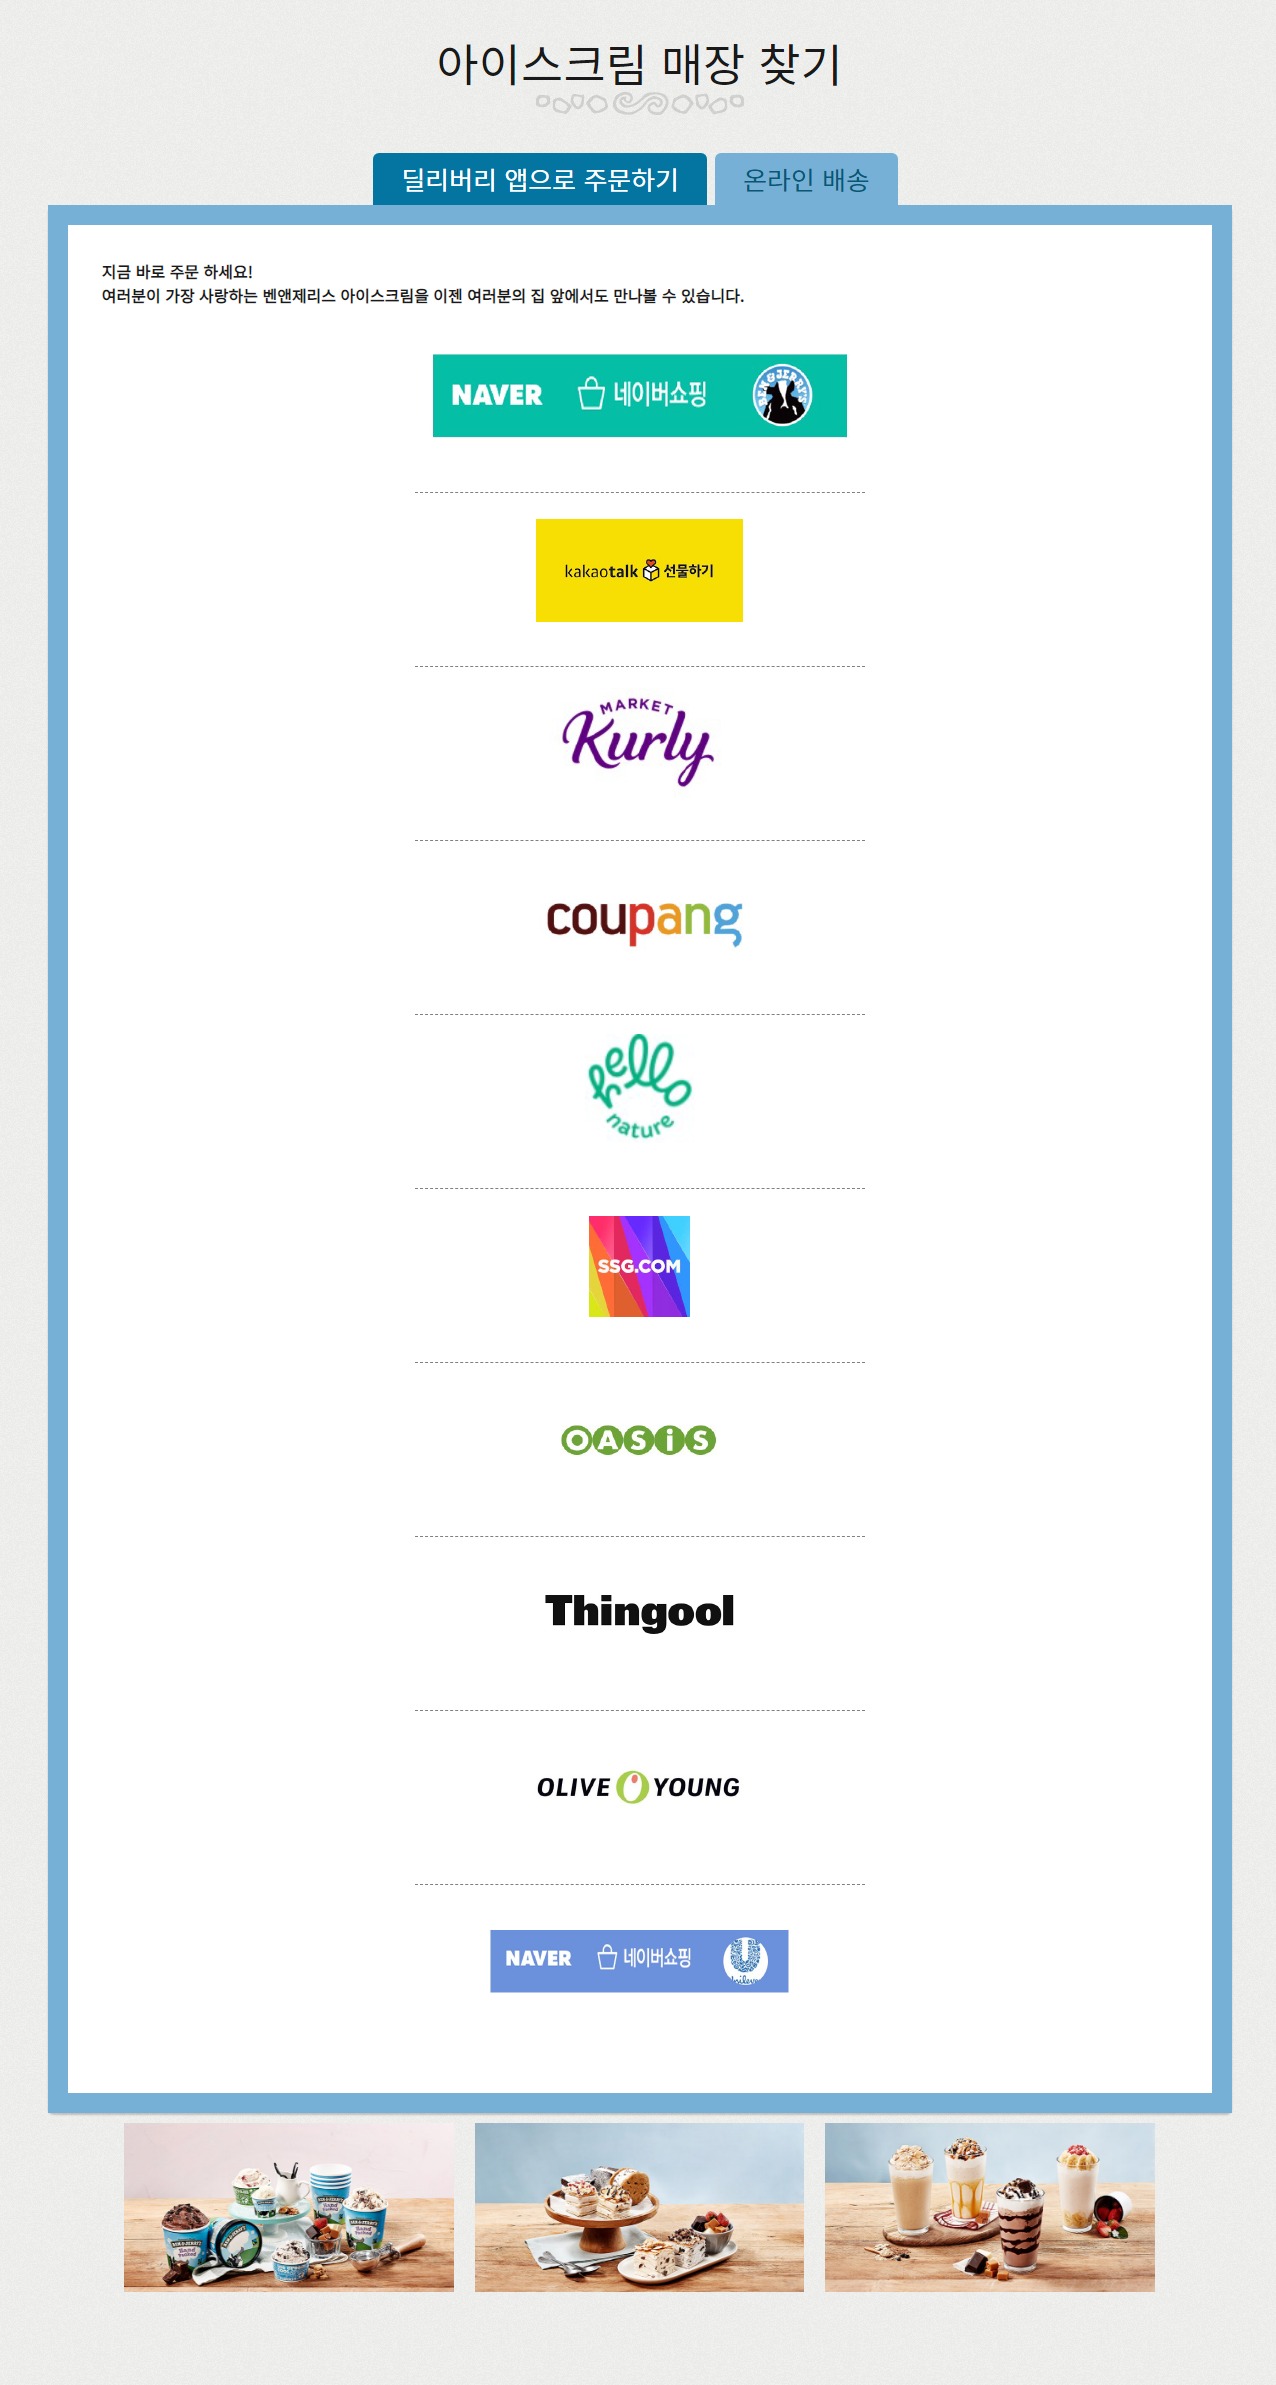 아이스크림 매장 찾기
딜리버리 앱으로 주문하기
온라인 배송
지금 바로 주문 하세요!
여러분이 가장 사랑하는 벤앤제리스 아이스크림을 이젠 여러분의 집 앞에서도 만나볼 수 있습니다.
NAVER 네이버쇼핑 BEN & JERRY'S
kakaotalk 선물하기
MARKET
Kurly
coupang
hello
nature
SSG.COM
OASiS
Thingool
OLIVE YOUNG
NAVER 네이버쇼핑 Unilever